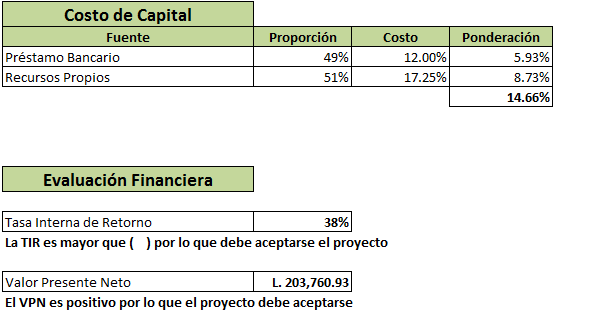 Costo de Capital
Fuente Proporción Costo Ponderación
Préstamo Bancario 49% 12.00% 5.93%
Recursos Propios 51% 17.25% 8.73%
14.66%
Evaluación Financiera
Tasa Interna de Retorno 38%
La TIR es mayor que (    ) por lo que debe aceptarse el proyecto
Valor Presente Neto L. 203,760.93
El VPN es positivo por lo que el proyecto debe aceptarse